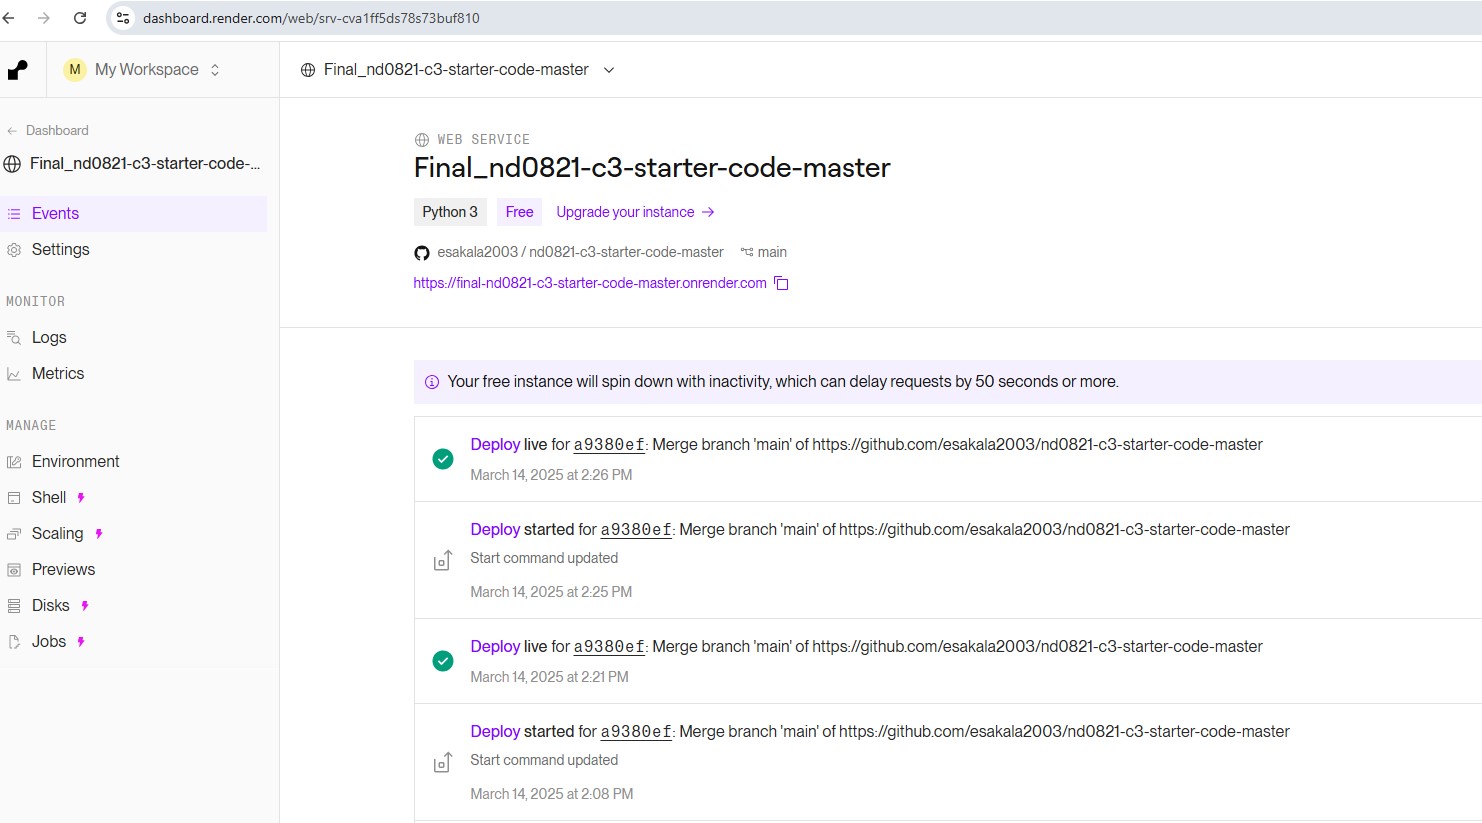 dashboard.render.com/web/srv-cva1ff5ds78s73buf810
M My Workspace
Final_nd0821-c3-starter-code-master
Dashboard
Final_nd0821-c3-starter-code-...
Events
Settings
MONITOR
Logs
Metrics
MANAGE
Environment
Shell
Scaling
Previews
Disks
Jobs
WEB SERVICE
Final_nd0821-c3-starter-code-master
Python 3 Free Upgrade your instance →
esakala2003 / nd0821-c3-starter-code-master main
https://final-nd0821-c3-starter-code-master.onrender.com
Your free instance will spin down with inactivity, which can delay requests by 50 seconds or more.
Deploy live for a9380ef: Merge branch 'main' of https://github.com/esakala2003/nd0821-c3-starter-code-master
March 14, 2025 at 2:26 PM
Deploy started for a9380ef: Merge branch 'main' of https://github.com/esakala2003/nd0821-c3-starter-code-master
Start command updated
March 14, 2025 at 2:25 PM
Deploy live for a9380ef: Merge branch 'main' of https://github.com/esakala2003/nd0821-c3-starter-code-master
March 14, 2025 at 2:21 PM
Deploy started for a9380ef: Merge branch 'main' of https://github.com/esakala2003/nd0821-c3-starter-code-master
Start command updated
March 14, 2025 at 2:08 PM